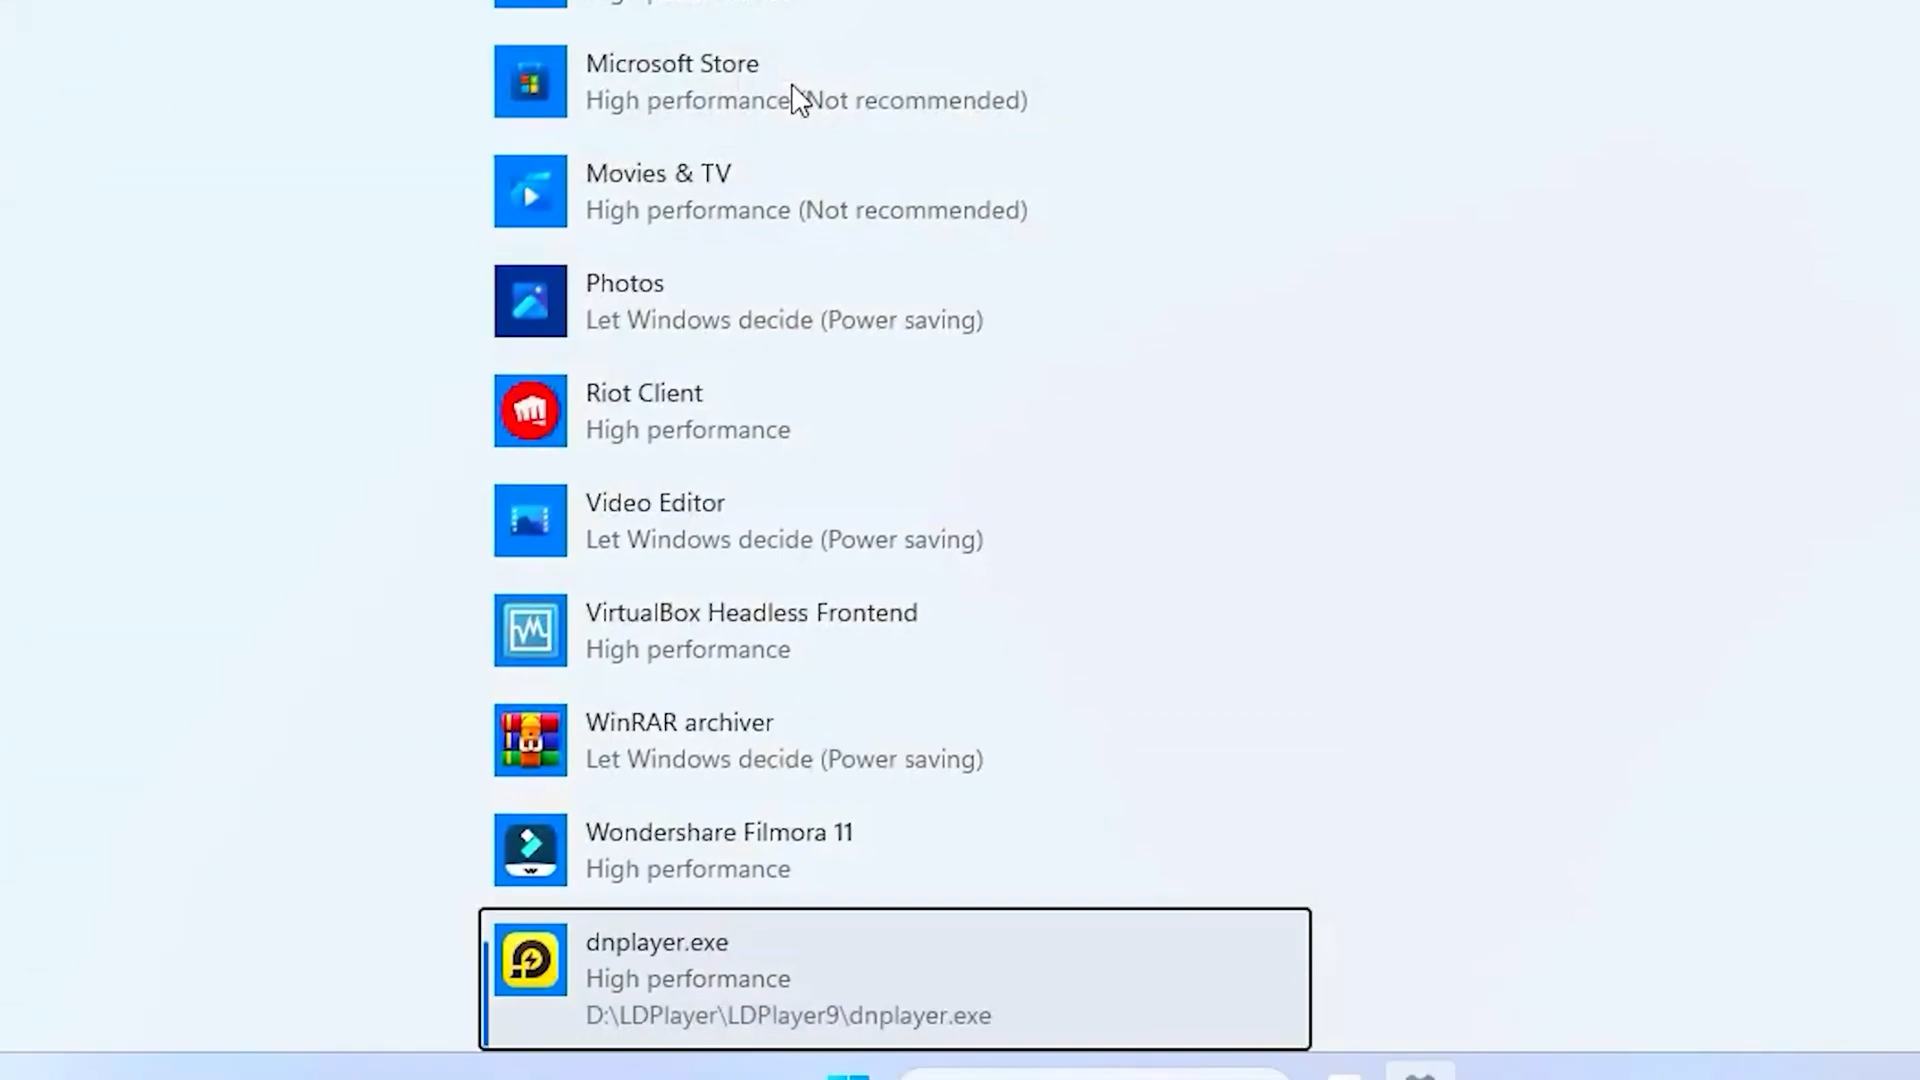 Microsoft Store
High performance (Not recommended)
Movies & TV
High performance (Not recommended)
Photos
Let Windows decide (Power saving)
Riot Client
High performance
Video Editor
Let Windows decide (Power saving)
VirtualBox Headless Frontend
High performance
WinRAR archiver
Let Windows decide (Power saving)
Wondershare Filmora 11
High performance
dnplayer.exe
High performance
D:\LDPlayer\LDPlayer9\dnplayer.exe